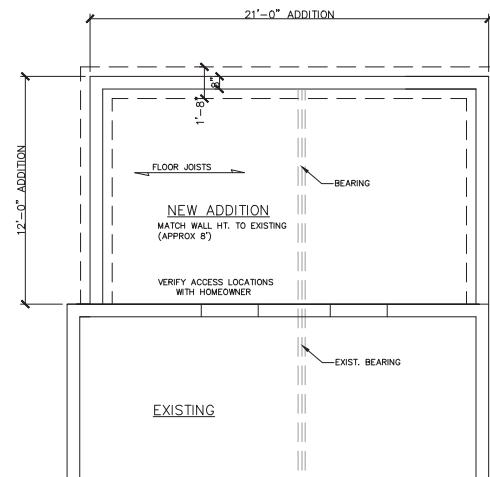 21'-0" ADDITION
8"
1'-8"
12'-0" ADDITION
FLOOR JOISTS
BEARING
NEW ADDITION
MATCH WALL HT. TO EXISTING
(APPROX 8')
VERIFY ACCESS LOCATIONS
WITH HOMEOWNER
EXIST. BEARING
EXISTING